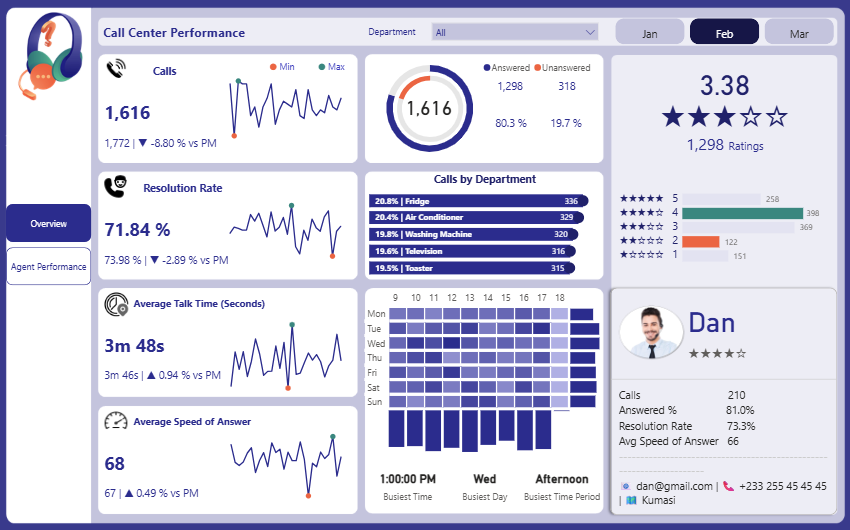 Call Center Performance
Department
All
Jan
Feb
Mar
Calls
Min
Max
1,616
1,772 | ▼ -8.80 % vs PM
1,616
Answered
Unanswered
1,298
318
80.3 %
19.7 %
3.38
★★★☆☆
1,298 Ratings
★★★★★ 5 258
★★★★☆ 4 398
★★★☆☆ 3 369
★★☆☆☆ 2 122
★☆☆☆☆ 1 151
Overview
Agent Performance
Resolution Rate
71.84 %
73.98 % | ▼ -2.89 % vs PM
Calls by Department
20.8% | Fridge 336
20.4% | Air Conditioner 329
19.8% | Washing Machine 320
19.6% | Television 316
19.5% | Toaster 315
Average Talk Time (Seconds)
3m 48s
3m 46s | ▲ 0.94 % vs PM
Average Speed of Answer
68
67 | ▲ 0.49 % vs PM
9 10 11 12 13 14 15 16 17 18
Mon
Tue
Wed
Thu
Fri
Sat
Sun
1:00:00 PM
Busiest Time
Wed
Busiest Day
Afternoon
Busiest Time Period
Dan
★★★★☆
Calls 210
Answered % 81.0%
Resolution Rate 73.3%
Avg Speed of Answer 66
dan@gmail.com | 📞 +233 255 45 45 45
| Kumasi